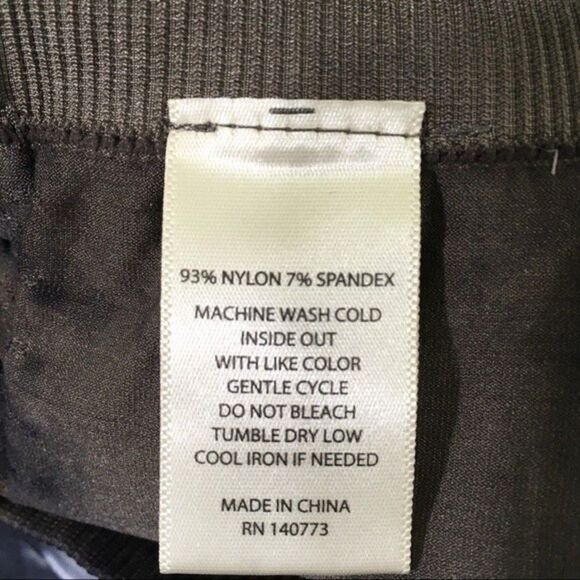 93% NYLON 7% SPANDEX
MACHINE WASH COLD
INSIDE OUT
WITH LIKE COLOR
GENTLE CYCLE
DO NOT BLEACH
TUMBLE DRY LOW
COOL IRON IF NEEDED
MADE IN CHINA
RN 140773